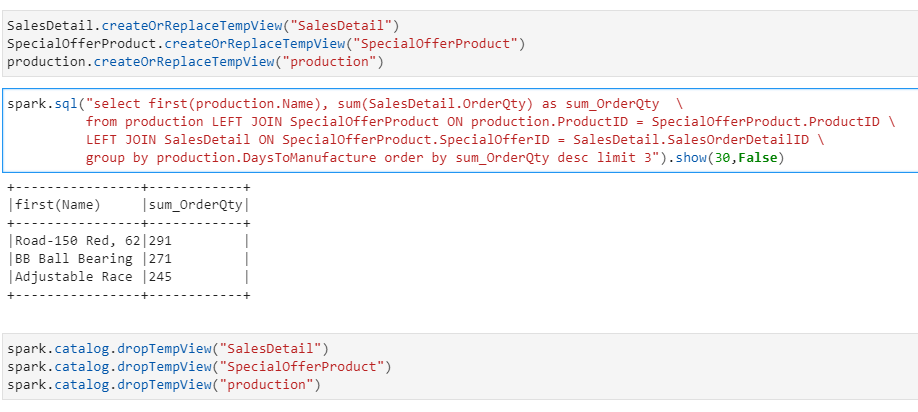 SalesDetail.createOrReplaceTempView("SalesDetail")
SpecialOfferProduct.createOrReplaceTempView("SpecialOfferProduct")
production.createOrReplaceTempView("production")
spark.sql("select first(production.Name), sum(SalesDetail.OrderQty) as sum_OrderQty  \
          from production LEFT JOIN SpecialOfferProduct ON production.ProductID = SpecialOfferProduct.ProductID \
          LEFT JOIN SalesDetail ON SpecialOfferProduct.SpecialOfferID = SalesDetail.SalesOrderDetailID \
          group by production.DaysToManufacture order by sum_OrderQty desc limit 3").show(30,False)
+----------------+------------+
|first(Name)     |sum_OrderQty|
+----------------+------------+
|Road-150 Red, 62|291         |
|BB Ball Bearing |271         |
|Adjustable Race |245         |
+----------------+------------+
spark.catalog.dropTempView("SalesDetail")
spark.catalog.dropTempView("SpecialOfferProduct")
spark.catalog.dropTempView("production")